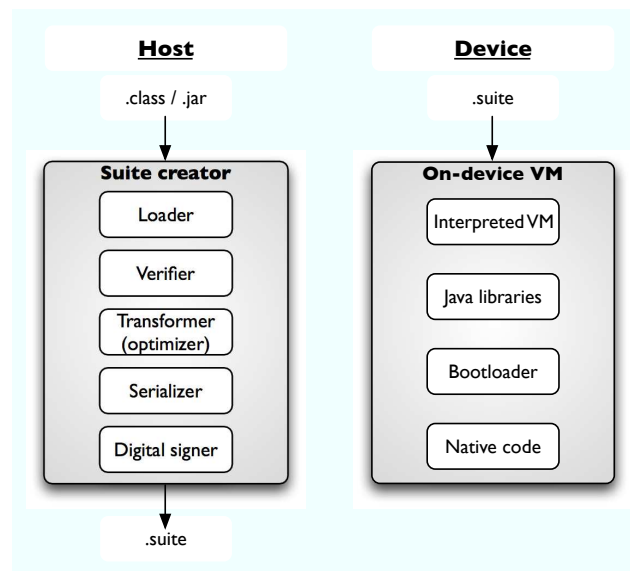 Host
.class / .jar
Suite creator
Loader
Verifier
Transformer
(optimizer)
Serializer
Digital signer
.suite
Device
.suite
On-device VM
Interpreted VM
Java libraries
Bootloader
Native code